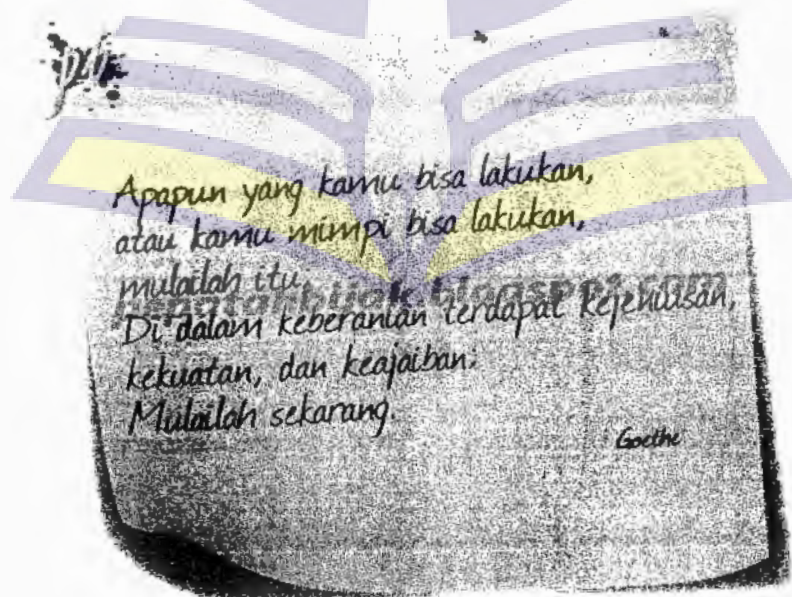 Apapun yang kamu bisa lakukan,
atau kamu mimpi bisa lakukan,
mulailah itu.
Di dalam keberanian terdapat kejeniusan,
kekuatan, dan keajaiban.
Mulailah sekarang.
Goethe